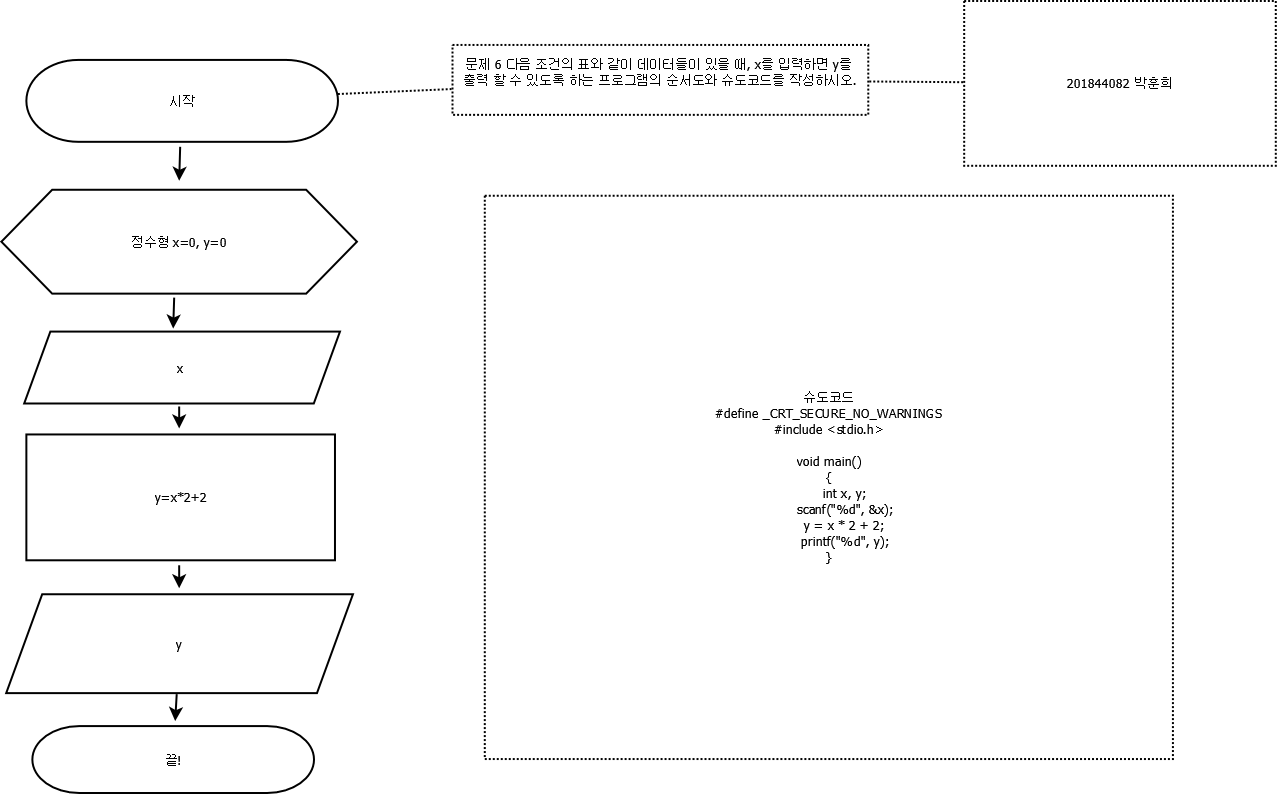 시작
문제 6 다음 조건의 표와 같이 데이터들이 있을 때, x를 입력하면 y를
출력 할 수 있도록 하는 프로그램의 순서도와 슈도코드를 작성하시오.
201844082 박훈희
정수형 x=0, y=0
x
y=x*2+2
y
끝!
슈도코드
#define _CRT_SECURE_NO_WARNINGS
#include <stdio.h>
void main()
{
int x, y;
scanf("%d", &x);
y = x * 2 + 2;
printf("%d", y);
}